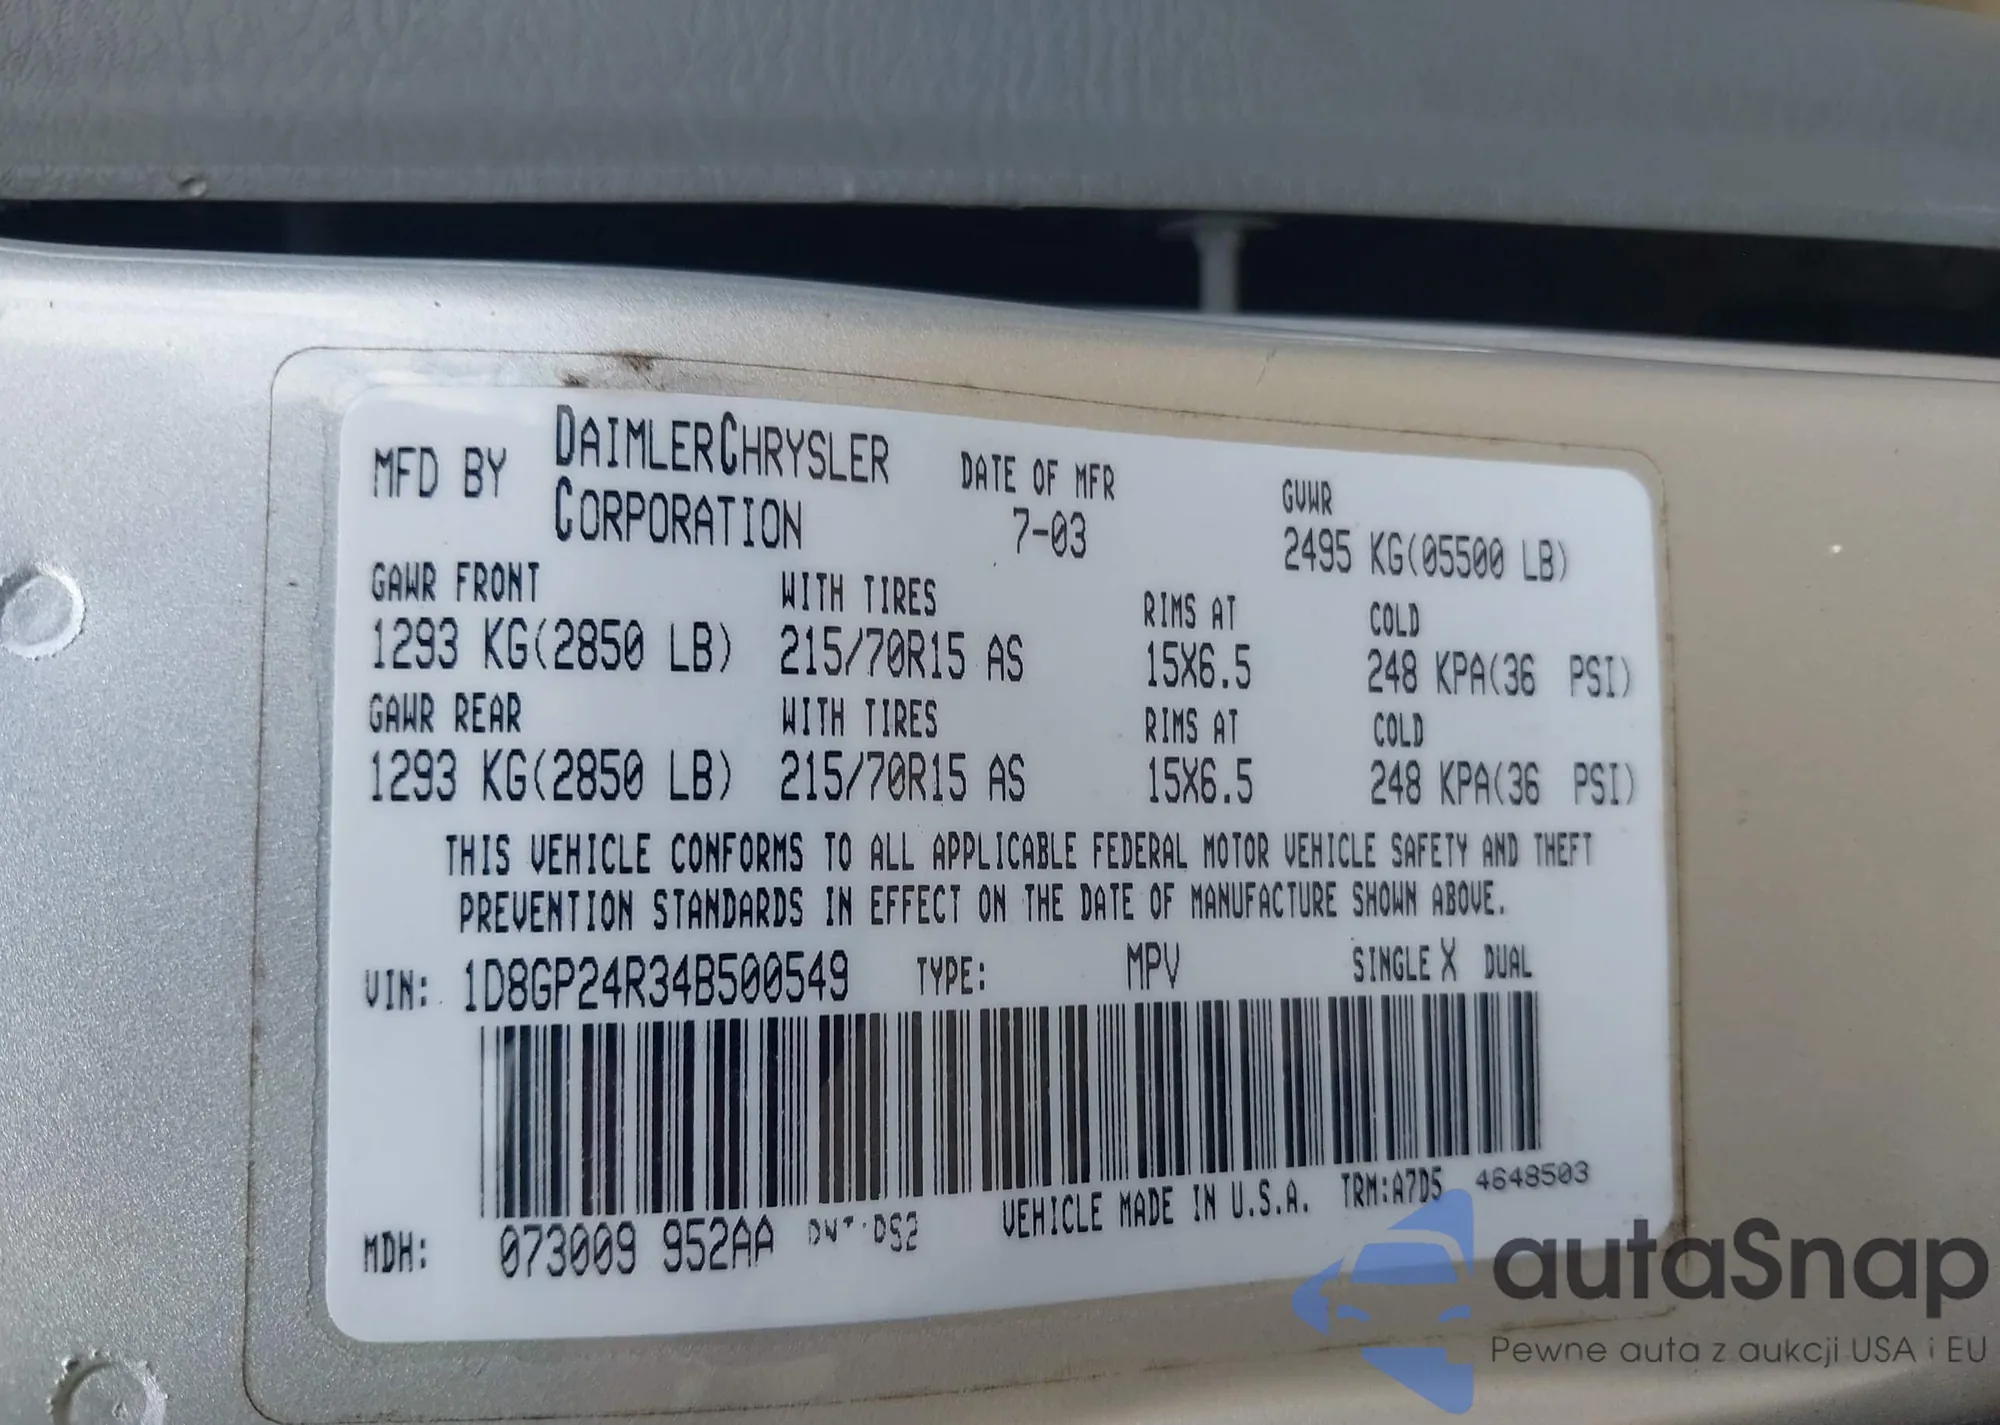 MFD BY DAIMLERCHRYSLER CORPORATION DATE OF MFR GVWR
7-03 2495 KG(05500 LB)
GAWR FRONT WITH TIRES RIMS AT COLD
1293 KG(2850 LB) 215/70R15 AS 15X6.5 248 KPA(36 PSI)
GAWR REAR WITH TIRES RIMS AT COLD
1293 KG(2850 LB) 215/70R15 AS 15X6.5 248 KPA(36 PSI)
THIS VEHICLE CONFORMS TO ALL APPLICABLE FEDERAL MOTOR VEHICLE SAFETY AND THEFT
PREVENTION STANDARDS IN EFFECT ON THE DATE OF MANUFACTURE SHOWN ABOVE.
VIN: 1D8GP24R34B500549 TYPE: MPV SINGLE X DUAL
MDH: 073009 952AA VEHICLE MADE IN U.S.A. TRM:A7D5 4648503
autaSnap
Pewne auta z aukcji USA i EU